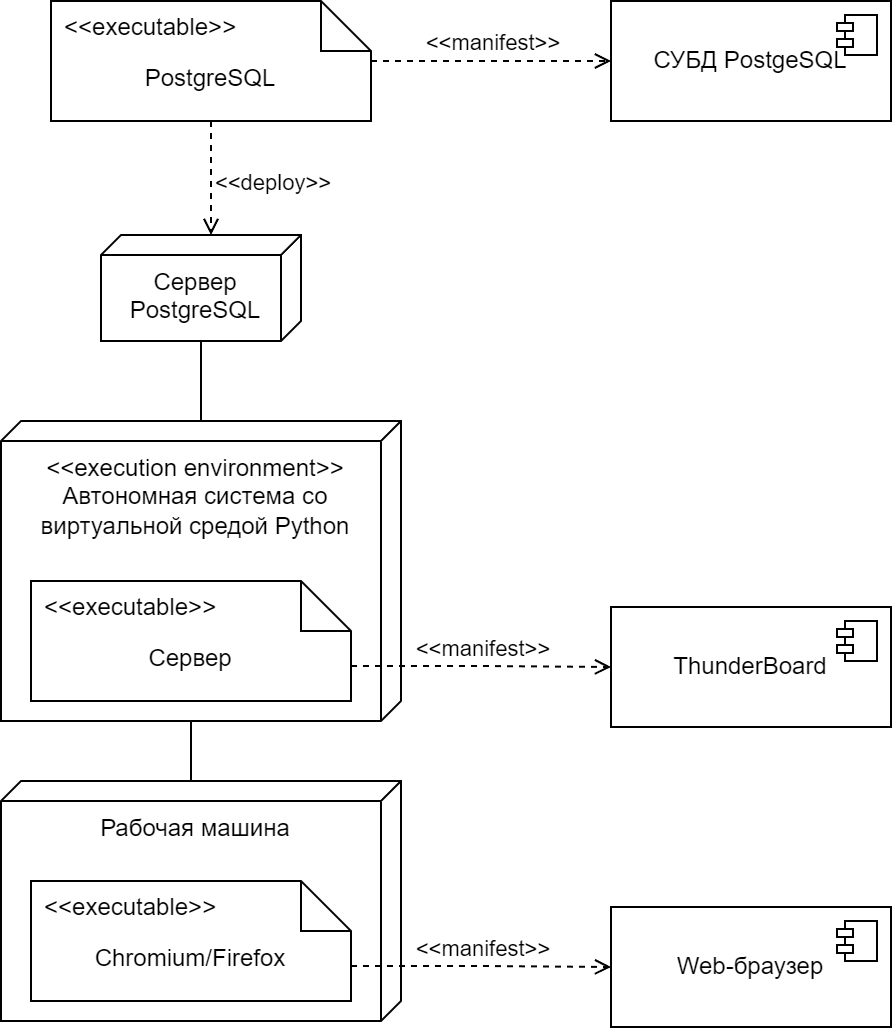 <<executable>>
PostgreSQL
<<manifest>>
СУБД PostgeSQL
<<deploy>>
Сервер
PostgreSQL
<<execution environment>>
Автономная система со
виртуальной средой Python
<<executable>>
Сервер
<<manifest>>
ThunderBoard
Рабочая машина
<<executable>>
Chromium/Firefox
<<manifest>>
Web-браузер